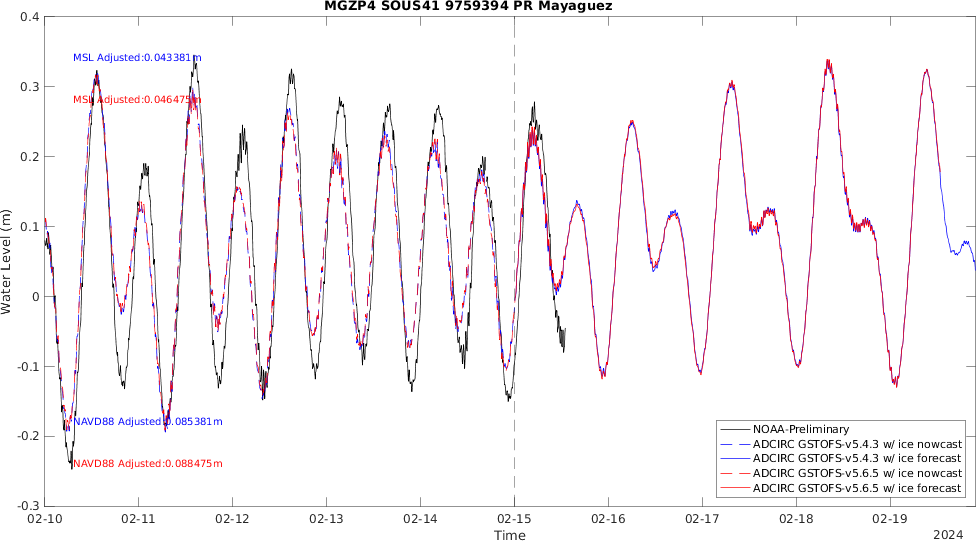 MGZP4 SOUS41 9759394 PR Mayaguez
0.4
0.3
0.2
0.1
0
-0.1
-0.2
-0.3
Water Level (m)
MSL Adjusted:0.043381m
MSL Adjusted:0.046475m
NAVD88 Adjusted:0.085381m
NAVD88 Adjusted:0.088475m
NOAA-Preliminary
ADCIRC GSTOFS-v5.4.3 w/ ice nowcast
ADCIRC GSTOFS-v5.4.3 w/ ice forecast
ADCIRC GSTOFS-v5.6.5 w/ ice nowcast
ADCIRC GSTOFS-v5.6.5 w/ ice forecast
02-10 02-11 02-12 02-13 02-14 02-15 02-16 02-17 02-18 02-19
Time
2024